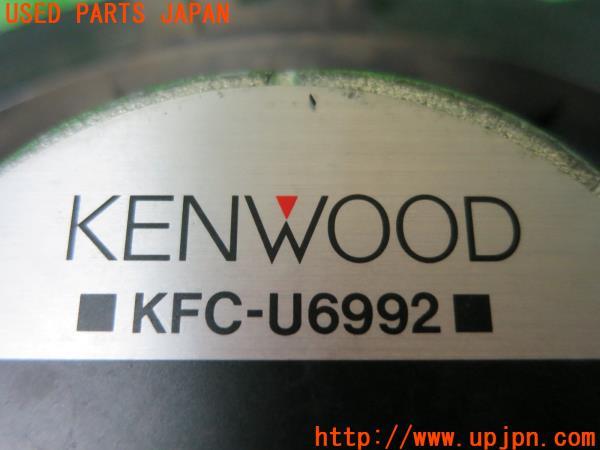 USED PARTS JAPAN
KENWOOD
■ KFC-U6992 ■
http://www.upjpn.com/